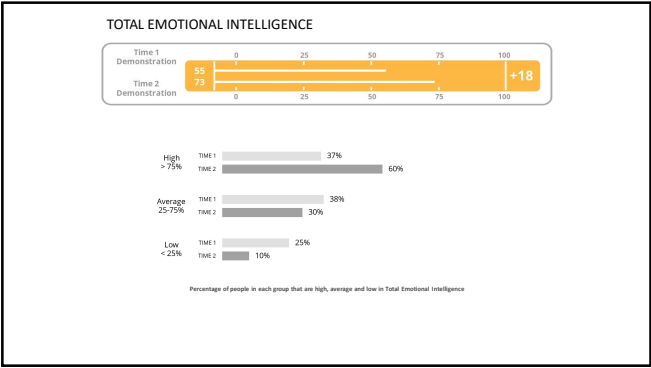 TOTAL EMOTIONAL INTELLIGENCE
Time 1
Demonstration
0 25 50 75 100
55
73
+18
Time 2
Demonstration
0 25 50 75 100
High
> 75%
TIME 1 37%
TIME 2 60%
Average
25-75%
TIME 1 38%
TIME 2 30%
Low
< 25%
TIME 1 25%
TIME 2 10%
Percentage of people in each group that are high, average and low in Total Emotional Intelligence